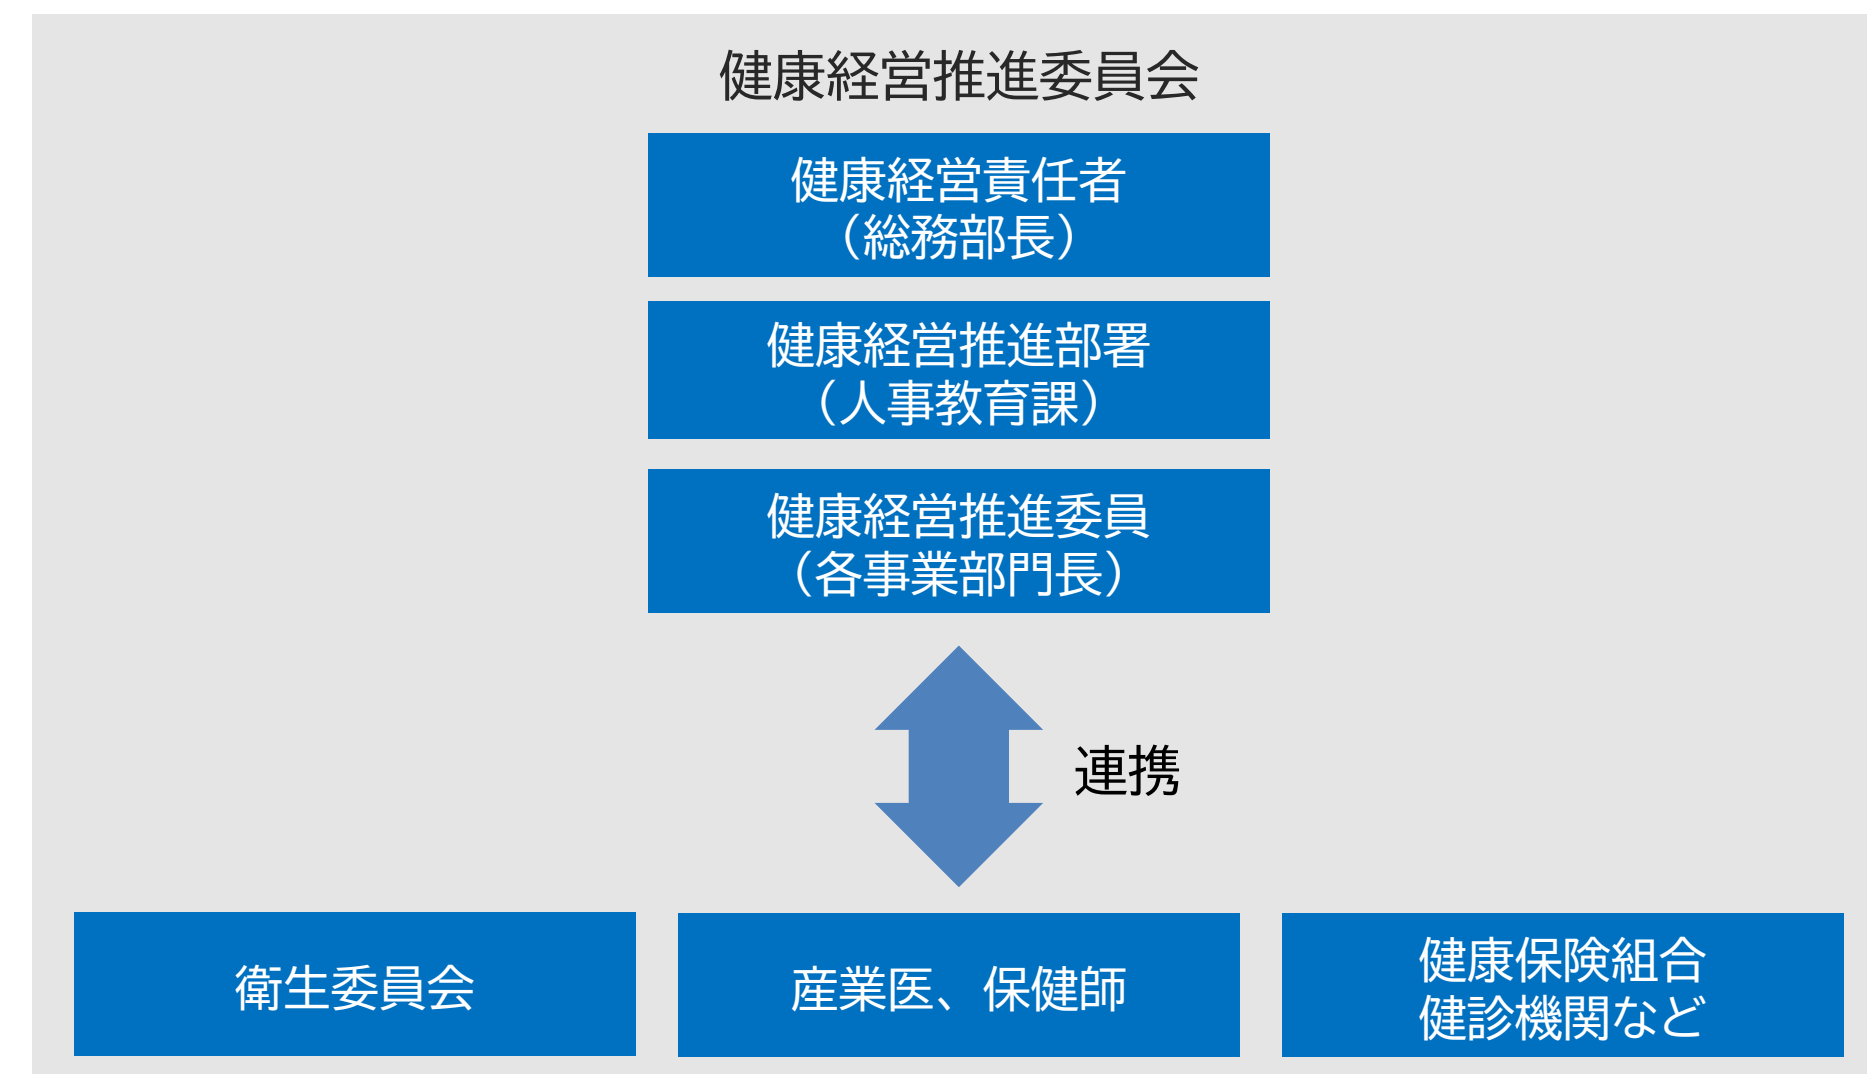 健康経営推進委員会
健康経営責任者
（総務部長）
健康経営推進部署
（人事教育課）
健康経営推進委員
（各事業部門長）
連携
衛生委員会
産業医、保健師
健康保険組合
健診機関など